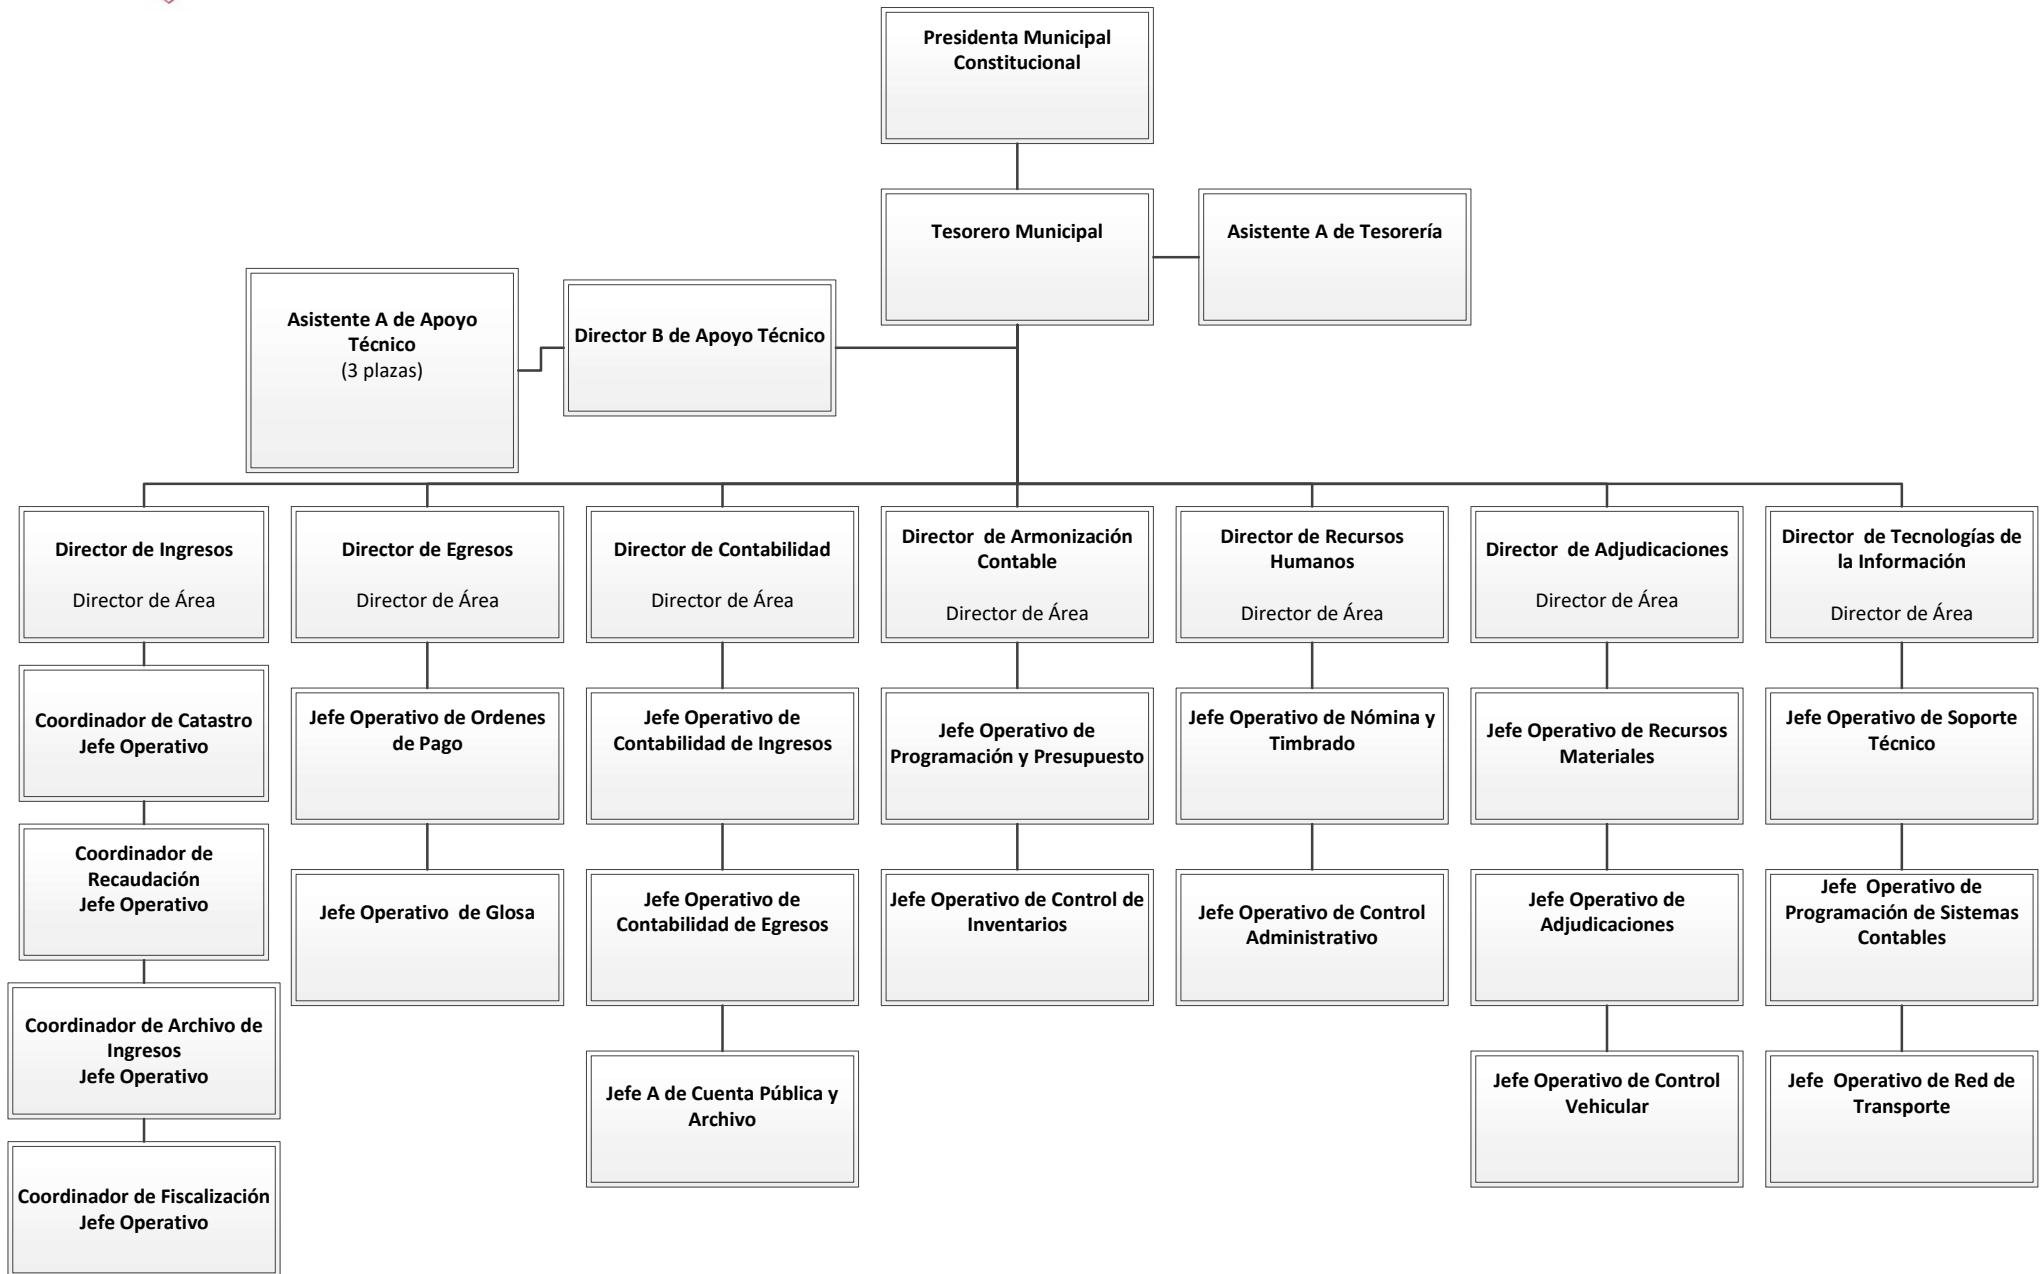 Presidenta Municipal
Constitucional
Tesorero Municipal
Asistente A de Tesorería
Asistente A de Apoyo
Técnico
(3 plazas)
Director B de Apoyo Técnico
Director de Ingresos
Director de Área
Director de Egresos
Director de Área
Director de Contabilidad
Director de Área
Director  de Armonización
Contable
Director de Área
Director de Recursos
Humanos
Director de Área
Director  de Adjudicaciones
Director de Área
Director  de Tecnologías de
la Información
Director de Área
Coordinador de Catastro
Jefe Operativo
Jefe Operativo de Ordenes
de Pago
Jefe Operativo de
Contabilidad de Ingresos
Jefe Operativo de
Programación y Presupuesto
Jefe Operativo de Nómina y
Timbrado
Jefe Operativo de Recursos
Materiales
Jefe Operativo de Soporte
Técnico
Coordinador de
Recaudación
Jefe Operativo
Jefe Operativo  de Glosa
Jefe Operativo de
Contabilidad de Egresos
Jefe Operativo de Control de
Inventarios
Jefe Operativo de Control
Administrativo
Jefe Operativo de
Adjudicaciones
Jefe  Operativo de
Programación de Sistemas
Contables
Coordinador de Archivo de
Ingresos
Jefe Operativo
Jefe A de Cuenta Pública y
Archivo
Jefe Operativo de Control
Vehicular
Jefe  Operativo de Red de
Transporte
Coordinador de Fiscalización
Jefe Operativo